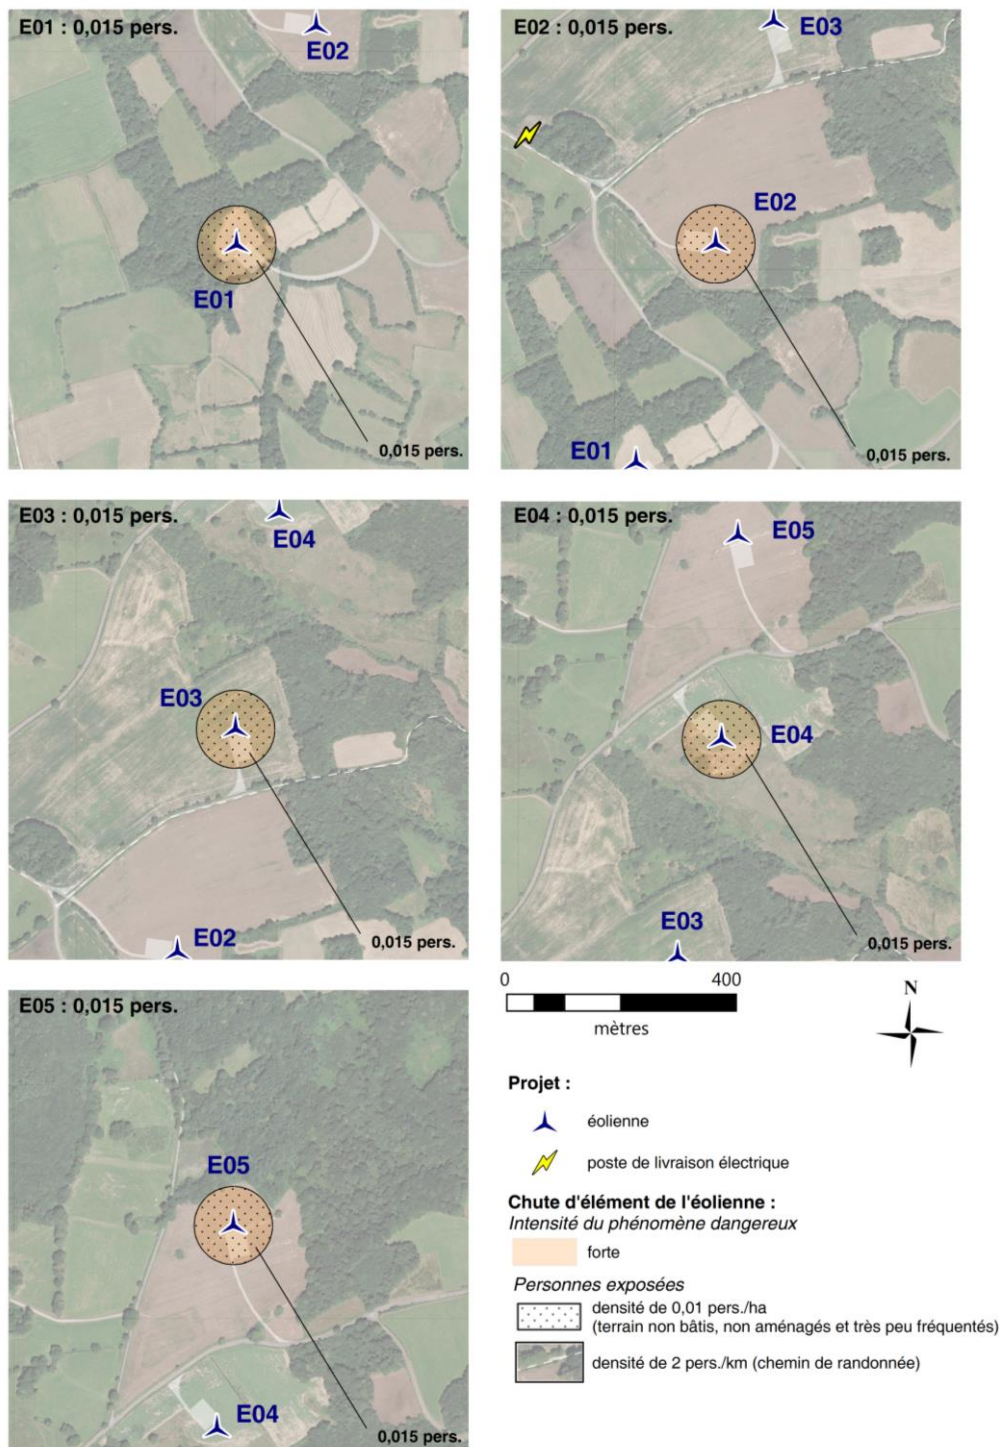 E01 : 0,015 pers.
E02
E01
0,015 pers.
E02 : 0,015 pers.
E03
E02
E01
0,015 pers.
E03 : 0,015 pers.
E04
E03
E02
0,015 pers.
E04 : 0,015 pers.
E05
E04
E03
0,015 pers.
E05 : 0,015 pers.
E05
E04
0,015 pers.
0 400
mètres
N
Projet :
éolienne
poste de livraison électrique
Chute d'élément de l'éolienne :
Intensité du phénomène dangereux
forte
Personnes exposées
densité de 0,01 pers./ha
(terrain non bâtis, non aménagés et très peu fréquentés)
densité de 2 pers./km (chemin de randonnée)